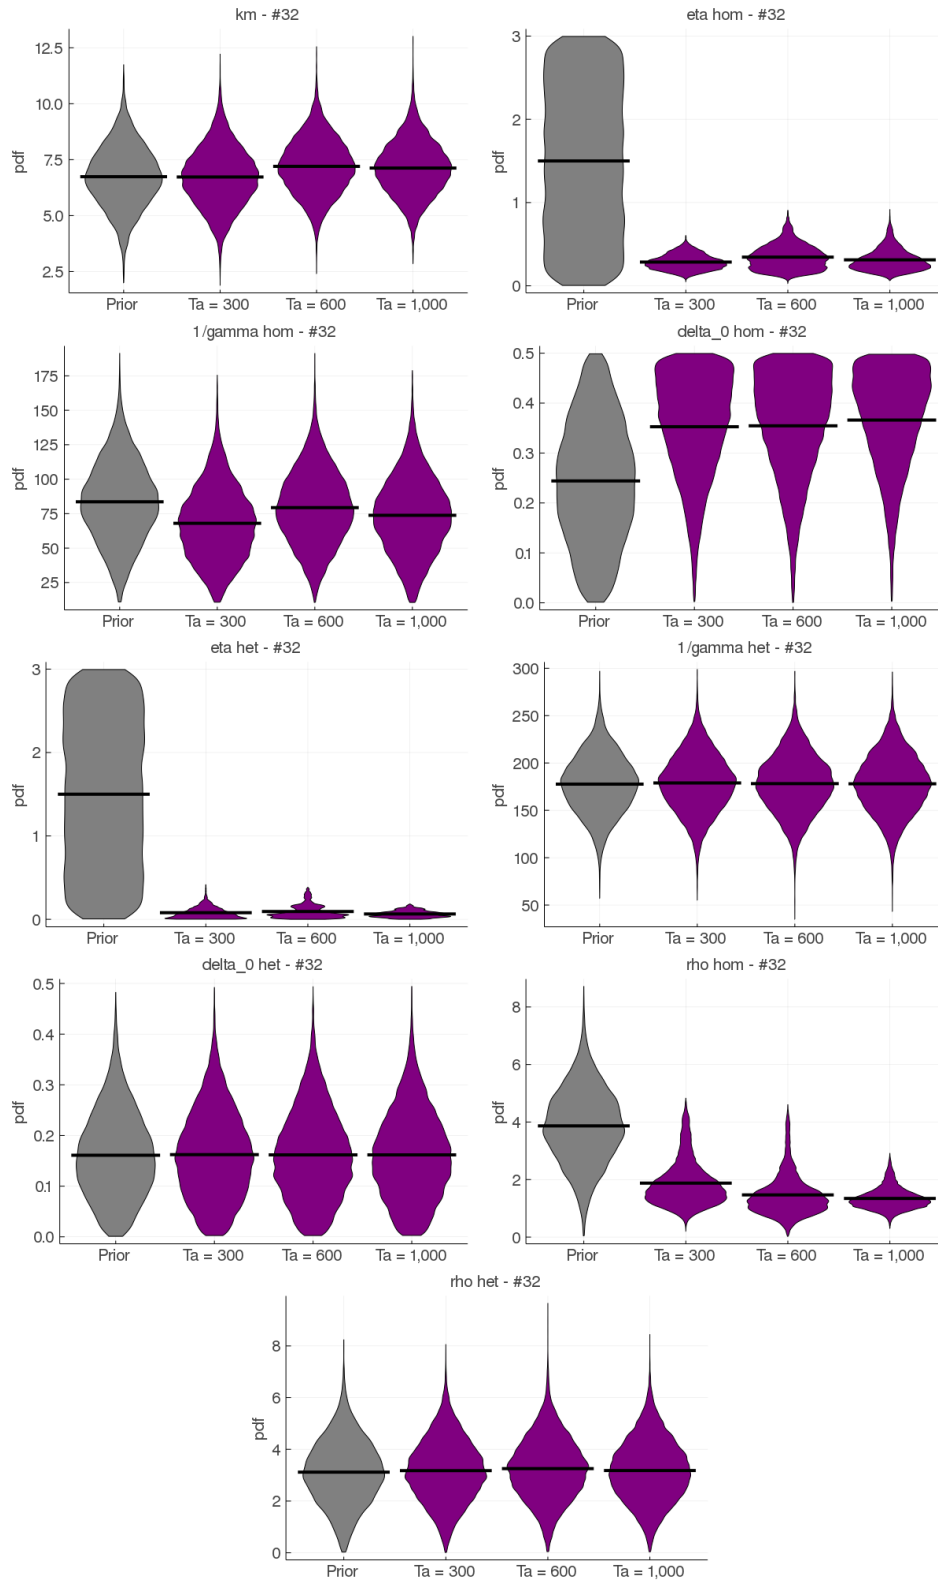 km - #32
pdf
12.5
10.0
7.5
5.0
2.5
Prior Ta = 300 Ta = 600 Ta = 1,000
eta hom - #32
pdf
3
2
1
0
Prior Ta = 300 Ta = 600 Ta = 1,000
1/gamma hom - #32
pdf
175
150
125
100
75
50
25
Prior Ta = 300 Ta = 600 Ta = 1,000
delta_0 hom - #32
pdf
0.5
0.4
0.3
0.2
0.1
0.0
Prior Ta = 300 Ta = 600 Ta = 1,000
eta het - #32
pdf
3
2
1
0
Prior Ta = 300 Ta = 600 Ta = 1,000
1/gamma het - #32
pdf
300
250
200
150
100
50
Prior Ta = 300 Ta = 600 Ta = 1,000
delta_0 het - #32
pdf
0.5
0.4
0.3
0.2
0.1
0.0
Prior Ta = 300 Ta = 600 Ta = 1,000
rho hom - #32
pdf
8
6
4
2
0
Prior Ta = 300 Ta = 600 Ta = 1,000
rho het - #32
pdf
8
6
4
2
0
Prior Ta = 300 Ta = 600 Ta = 1,000